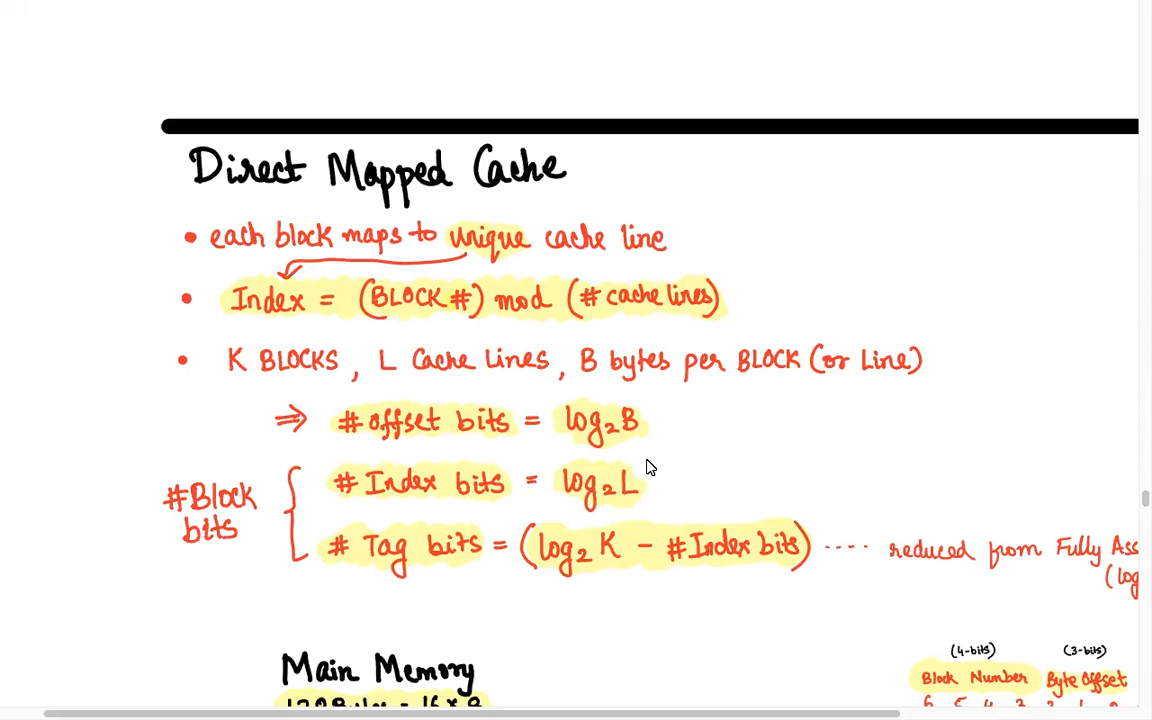 Direct Mapped Cache
• each block maps to unique cache line
• Index = (BLOCK #) mod (# cache lines)
• K BLOCKS, L Cache Lines, B bytes per BLOCK (or Line)
⇒ # offset bits = log₂B
# Index bits = log₂L
#Block bits
# Tag bits = (log₂ K - #Index bits) .... reduced from Fully Ass
(log
Main Memory
(4-bits) (3-bits)
Block Number Byte Offset